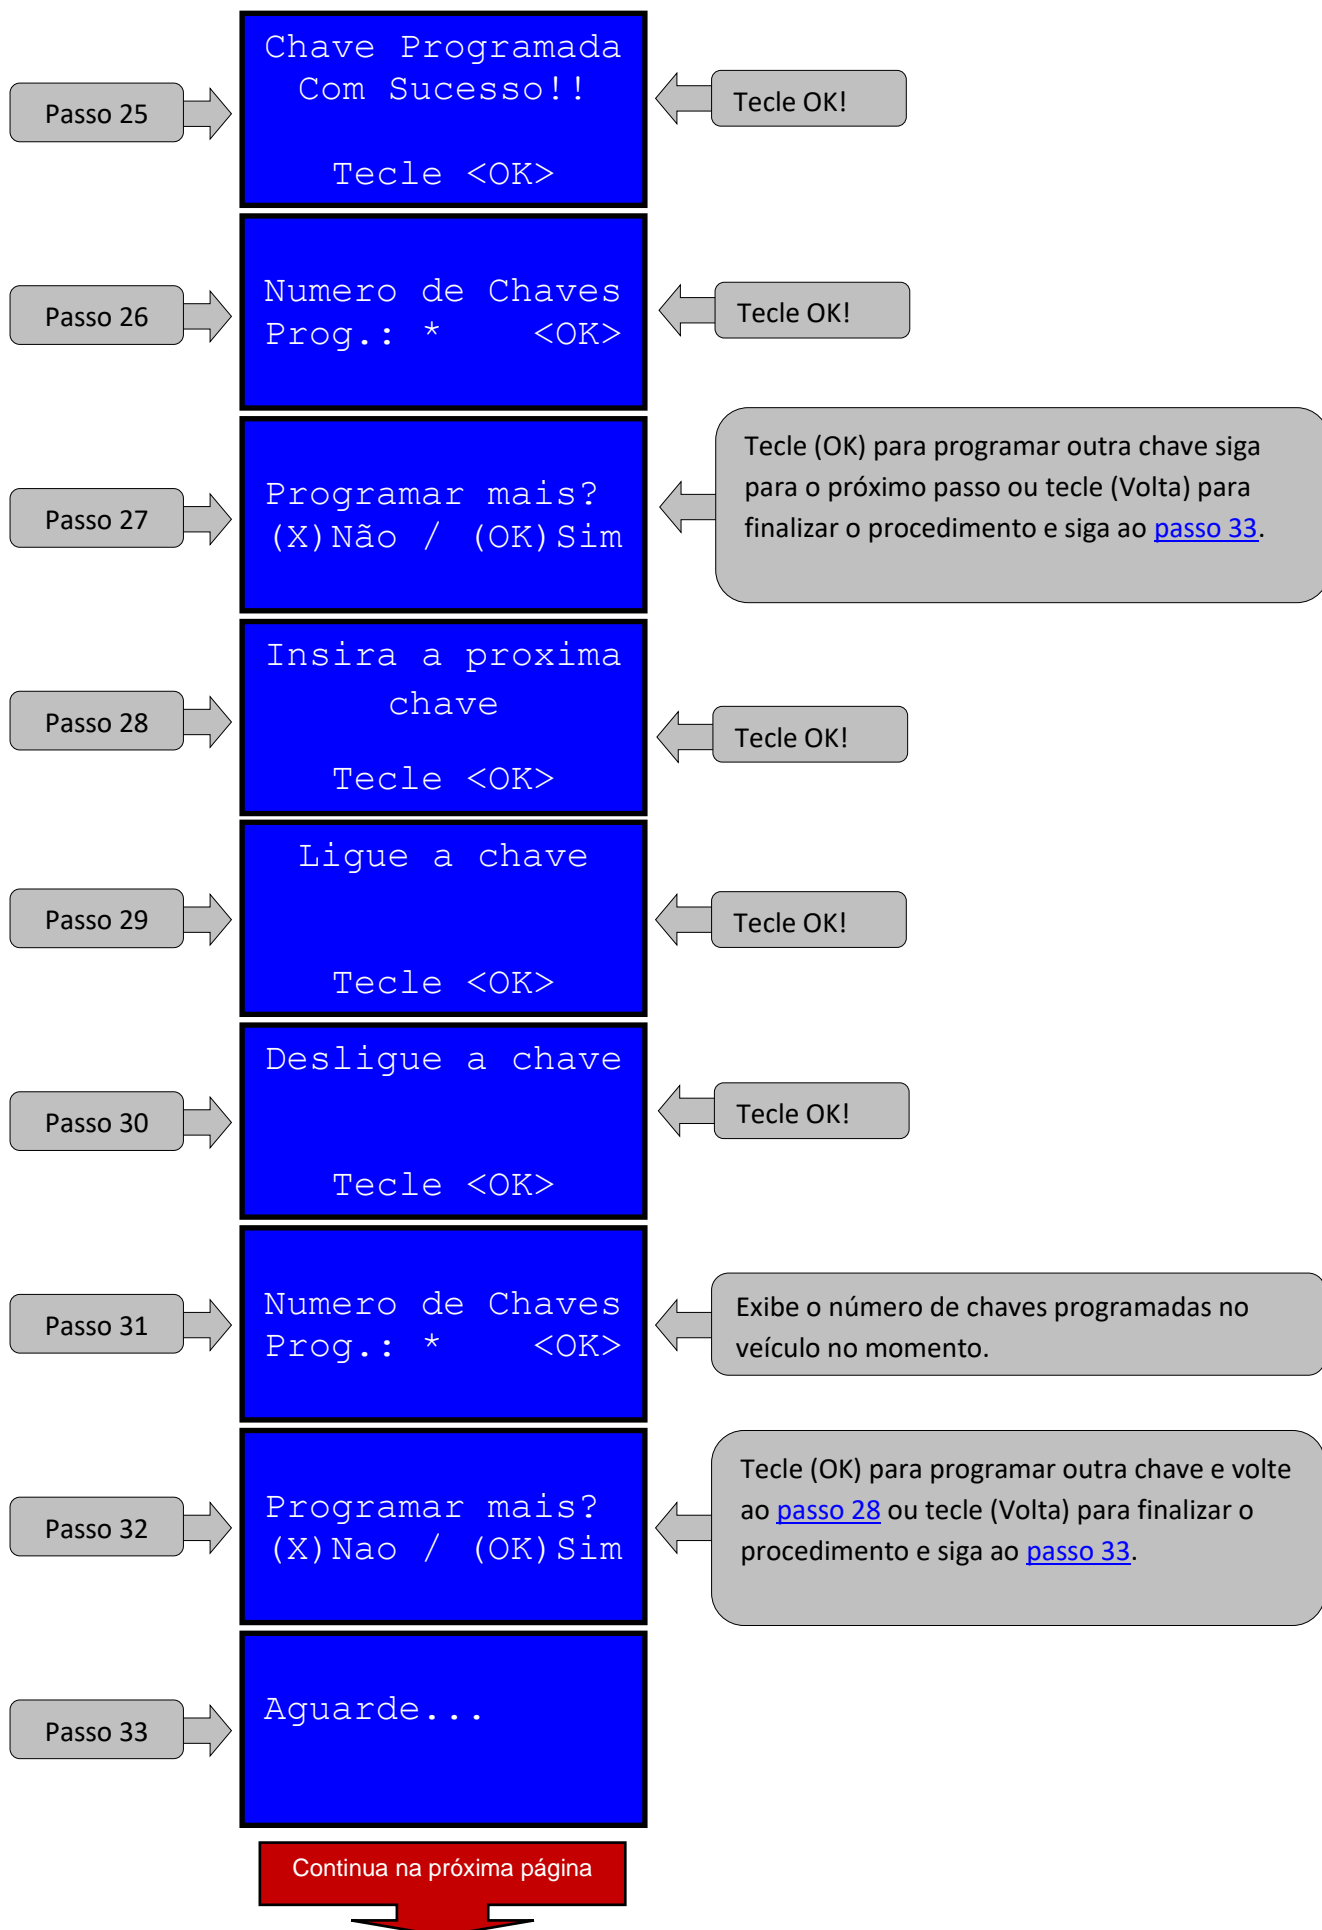 Passo 25
Chave Programada
Com Sucesso!!
Tecle <OK>
Tecle OK!
Passo 26
Numero de Chaves
Prog.: * <OK>
Tecle OK!
Passo 27
Programar mais?
(X)Não / (OK)Sim
Tecle (OK) para programar outra chave siga
para o próximo passo ou tecle (Volta) para
finalizar o procedimento e siga ao passo 33.
Passo 28
Insira a proxima
chave
Tecle <OK>
Tecle OK!
Passo 29
Ligue a chave
Tecle <OK>
Tecle OK!
Passo 30
Desligue a chave
Tecle <OK>
Tecle OK!
Passo 31
Numero de Chaves
Prog.: * <OK>
Exibe o número de chaves programadas no
veículo no momento.
Passo 32
Programar mais?
(X)Nao / (OK)Sim
Tecle (OK) para programar outra chave e volte
ao passo 28 ou tecle (Volta) para finalizar o
procedimento e siga ao passo 33.
Passo 33
Aguarde...
Continua na próxima página